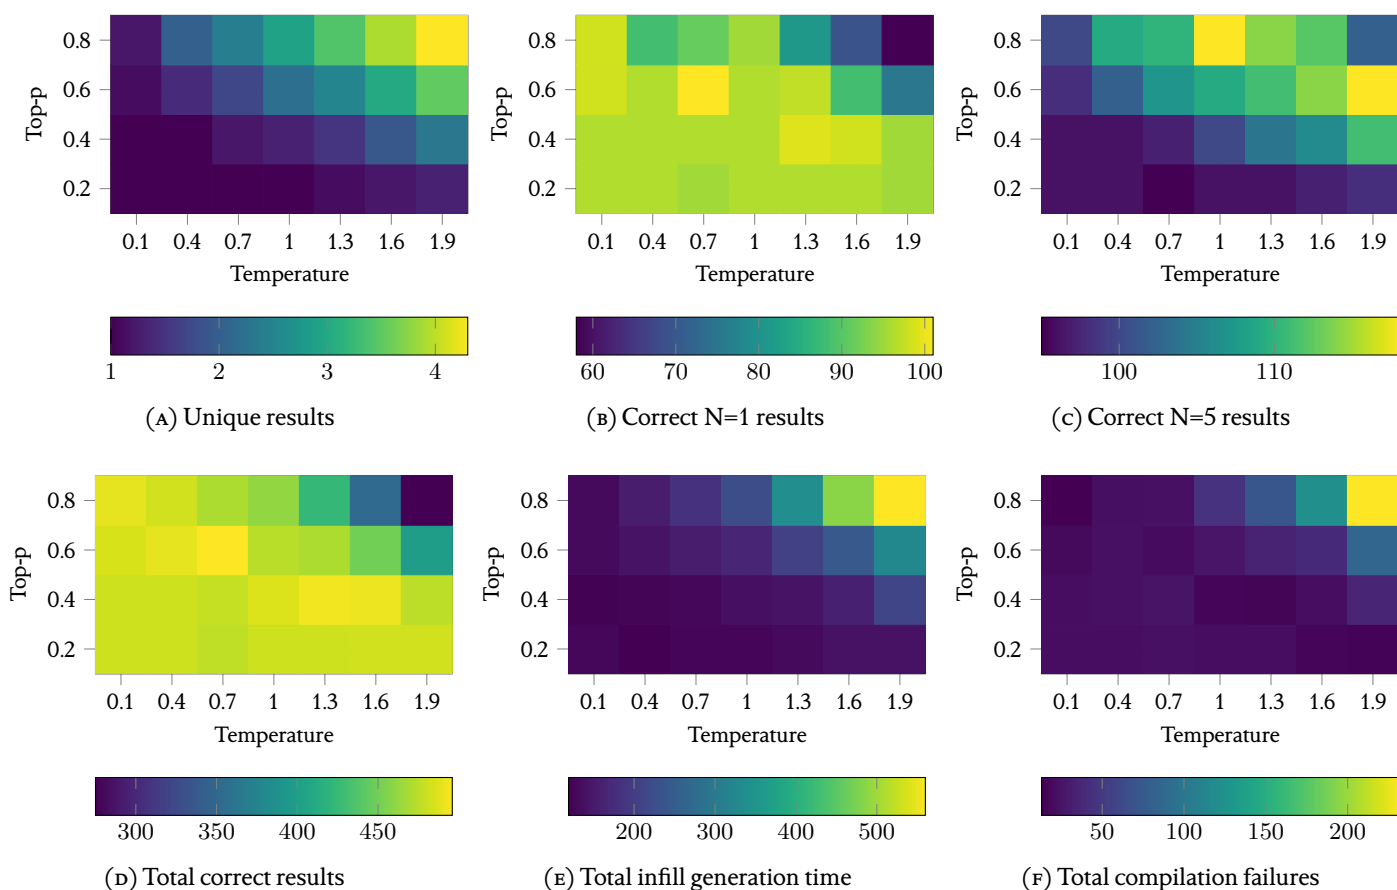 0.8
0.6
0.4
0.2
Top-p
0.1 0.4 0.7 1 1.3 1.6 1.9
Temperature
1 2 3 4
(A) Unique results
0.8
0.6
0.4
0.2
Top-p
0.1 0.4 0.7 1 1.3 1.6 1.9
Temperature
60 70 80 90 100
(B) Correct N=1 results
0.8
0.6
0.4
0.2
Top-p
0.1 0.4 0.7 1 1.3 1.6 1.9
Temperature
100 110
(C) Correct N=5 results
0.8
0.6
0.4
0.2
Top-p
0.1 0.4 0.7 1 1.3 1.6 1.9
Temperature
300 350 400 450
(D) Total correct results
0.8
0.6
0.4
0.2
Top-p
0.1 0.4 0.7 1 1.3 1.6 1.9
Temperature
200 300 400 500
(E) Total infill generation time
0.8
0.6
0.4
0.2
Top-p
0.1 0.4 0.7 1 1.3 1.6 1.9
Temperature
50 100 150 200
(F) Total compilation failures